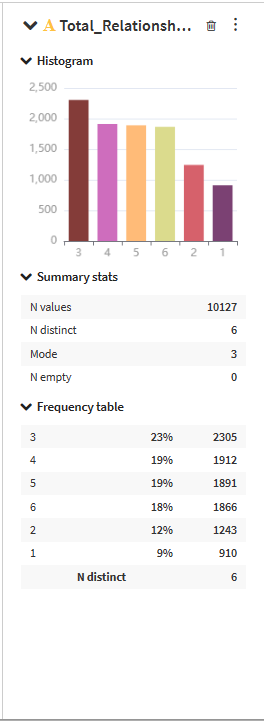 A Total_Relationsh...
Histogram
2,500
2,000
1,500
1,000
500
0
3 4 5 6 2 1
Summary stats
N values 10127
N distinct 6
Mode 3
N empty 0
Frequency table
3 23% 2305
4 19% 1912
5 19% 1891
6 18% 1866
2 12% 1243
1 9% 910
N distinct 6